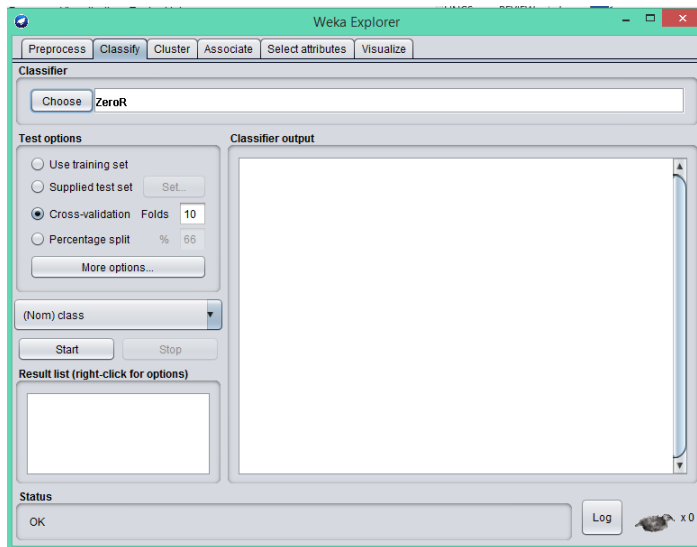 Weka Explorer
Preprocess Classify Cluster Associate Select attributes Visualize
Classifier
Choose ZeroR
Test options
Use training set
Supplied test set Set...
Cross-validation Folds 10
Percentage split % 66
More options...
(Nom) class
Start Stop
Result list (right-click for options)
Classifier output
Status
OK
Log x 0